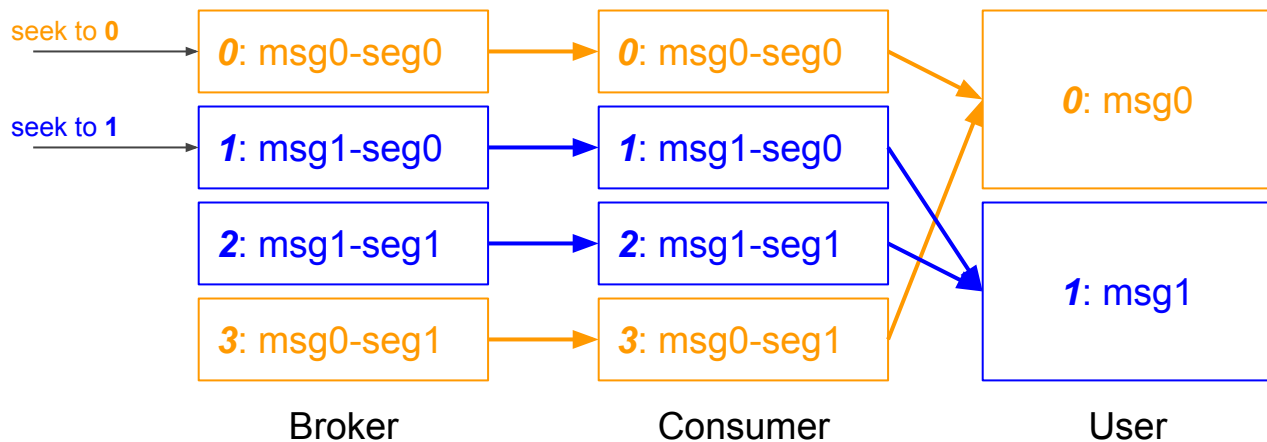 seek to 0
0: msg0-seg0
0: msg0-seg0
0: msg0
seek to 1
1: msg1-seg0
1: msg1-seg0
2: msg1-seg1
2: msg1-seg1
1: msg1
3: msg0-seg1
3: msg0-seg1
Broker
Consumer
User